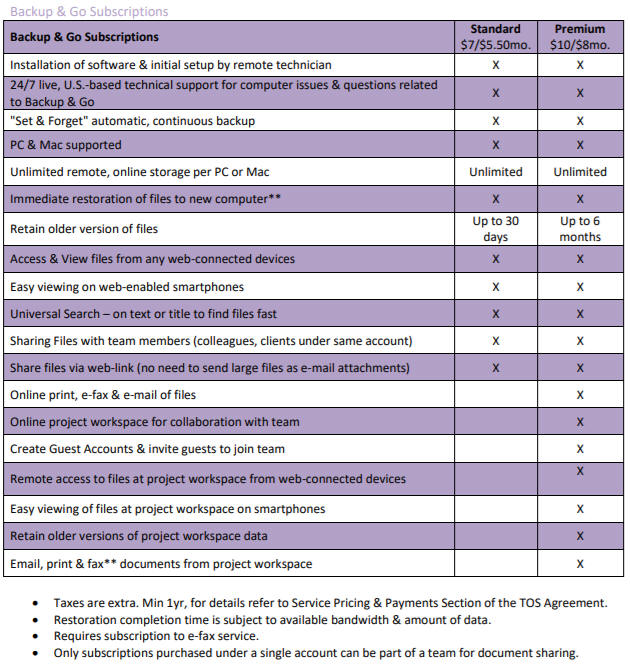 Backup & Go Subscriptions
Backup & Go Subscriptions Standard Premium
$7/$5.50mo. $10/$8mo.
Installation of software & initial setup by remote technician X X
24/7 live, U.S.-based technical support for computer issues & questions related
to Backup & Go X X
"Set & Forget" automatic, continuous backup X X
PC & Mac supported X X
Unlimited remote, online storage per PC or Mac Unlimited Unlimited
Immediate restoration of files to new computer** X X
Retain older version of files Up to 30 Up to 6
days months
Access & View files from any web-connected devices X X
Easy viewing on web-enabled smartphones X X
Universal Search – on text or title to find files fast X X
Sharing Files with team members (colleagues, clients under same account) X X
Share files via web-link (no need to send large files as e-mail attachments) X X
Online print, e-fax & e-mail of files X
Online project workspace for collaboration with team X
Create Guest Accounts & invite guests to join team X
Remote access to files at project workspace from web-connected devices X
Easy viewing of files at project workspace on smartphones X
Retain older versions of project workspace data X
Email, print & fax** documents from project workspace X
• Taxes are extra. Min 1yr, for details refer to Service Pricing & Payments Section of the TOS Agreement.
• Restoration completion time is subject to available bandwidth & amount of data.
• Requires subscription to e-fax service.
• Only subscriptions purchased under a single account can be part of a team for document sharing.